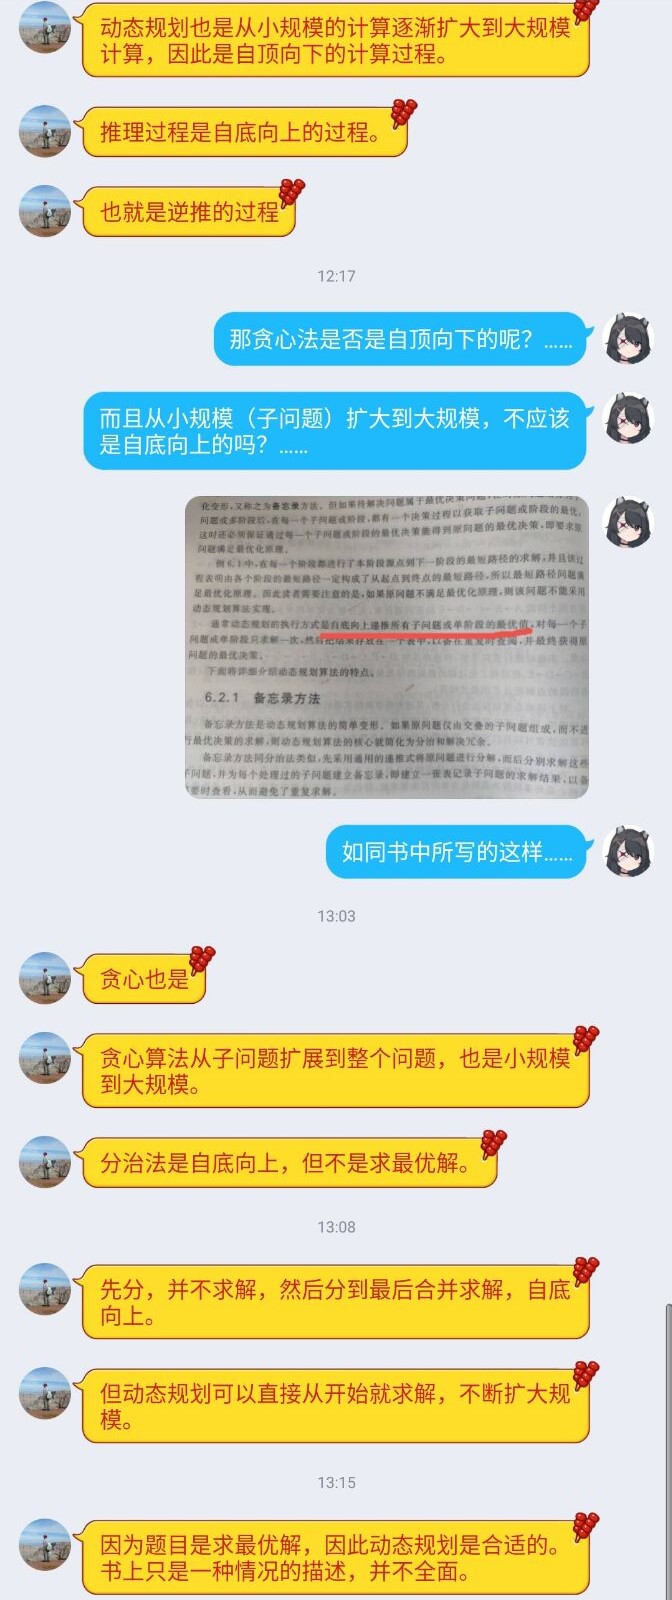 动态规划也是从小规模的计算逐渐扩大到大规模
计算，因此是自顶向下的计算过程。
推理过程是自底向上的过程。
也就是逆推的过程
12:17
那贪心法是否是自顶向下的呢？……
而且从小规模（子问题）扩大到大规模，不应该
是自底向上的吗？……
化变形,又称之为备忘录方法。但如果待解决问题属于最优决策问题,
问题或多阶段后,在每一个子问题或阶段,都有一个决策过程以获取子问题或阶段的最优,
这时还必须保证通过每一个子问题或阶段的最优决策能得到原问题的最优决策,即要求原
问题满足最优化原理。
例 6.1 中,在每一个阶段都进行了本阶段源点到下一阶段的最短路径的求解,并且该过
程表明由各个阶段的最短路径一定构成了从起点到终点的最短路径,所以最短路径问题满
足最优化原理。因此读者需要注意的是,如果原问题不满足最优化原理,则该问题不能采用
动态规划算法实现。
通常动态规划的执行方式是自底向上递推所有子问题或单阶段的最优值,对每一个子
问题或单阶段只求解一次,然后把结果存放在一个表中,以备在重复时查阅,并最终获得原
问题的最优决策。
下面将详细介绍动态规划算法的特点。
6.2.1 备忘录方法
备忘录方法是动态规划算法的简单变形。如果原问题仅由交叠的子问题组成,而不进
行最优决策的求解,则动态规划算法的核心就简化为分治和解决冗余。
备忘录方法同分治法类似,先采用通用的递推式将原问题进行分解,而后分别求解这些
子问题,并为每个处理过的子问题建立备忘录,即建立一张表记录子问题的求解结果,以备
需要时查看,从而避免了重复求解。
如同书中所写的这样……
13:03
贪心也是
贪心算法从子问题扩展到整个问题，也是小规模
到大规模。
分治法是自底向上，但不是求最优解。
13:08
先分，并不求解，然后分到最后合并求解，自底
向上。
但动态规划可以直接从开始就求解，不断扩大规
模。
13:15
因为题目是求最优解，因此动态规划是合适的。
书上只是一种情况的描述，并不全面。